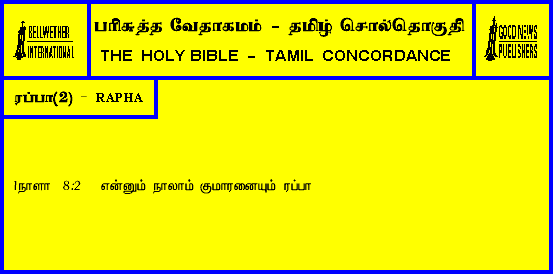 BELLWETHER
INTERNATIONAL
பரிசுத்த வேதாகமம் - தமிழ் சொல்தொகுதி
THE HOLY BIBLE - TAMIL CONCORDANCE
GOOD NEWS
PUBLISHERS
ரப்பா(2) - RAPHA
1நாளா 8:2 என்னும் நாலாம் குமாரனையும் ரப்பா